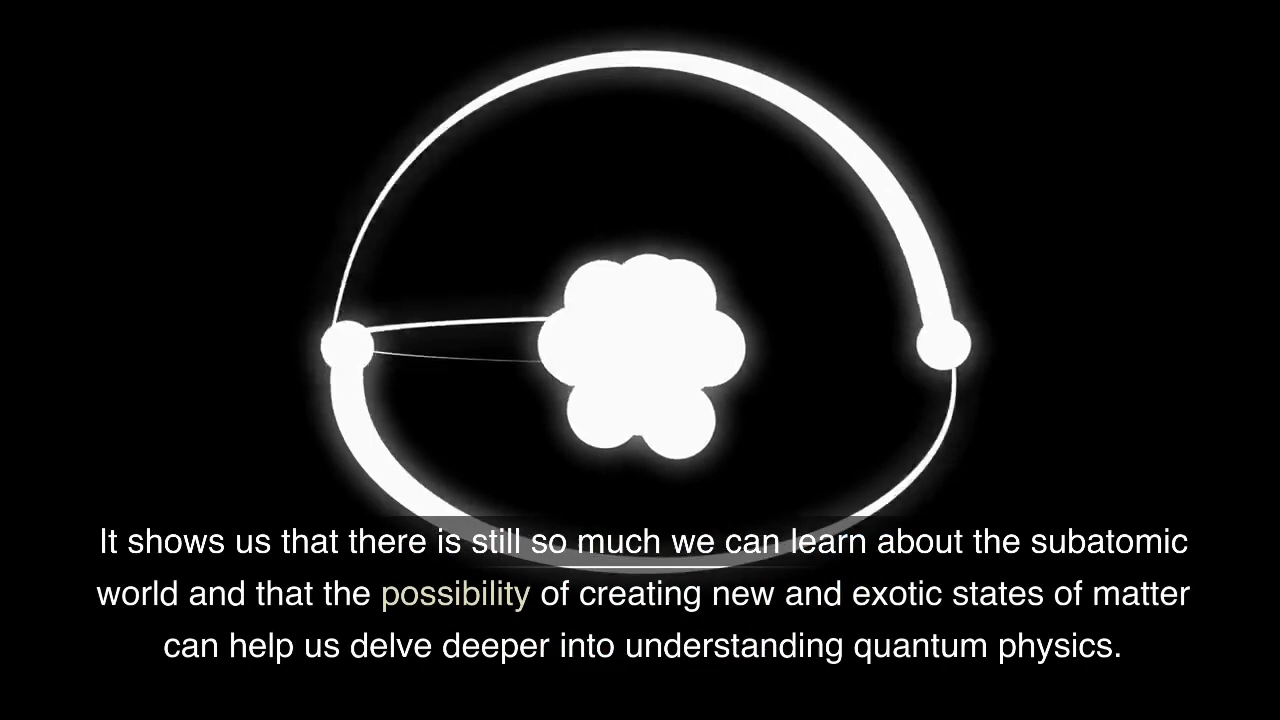 It shows us that there is still so much we can learn about the subatomic
world and that the possibility of creating new and exotic states of matter
can help us delve deeper into understanding quantum physics.